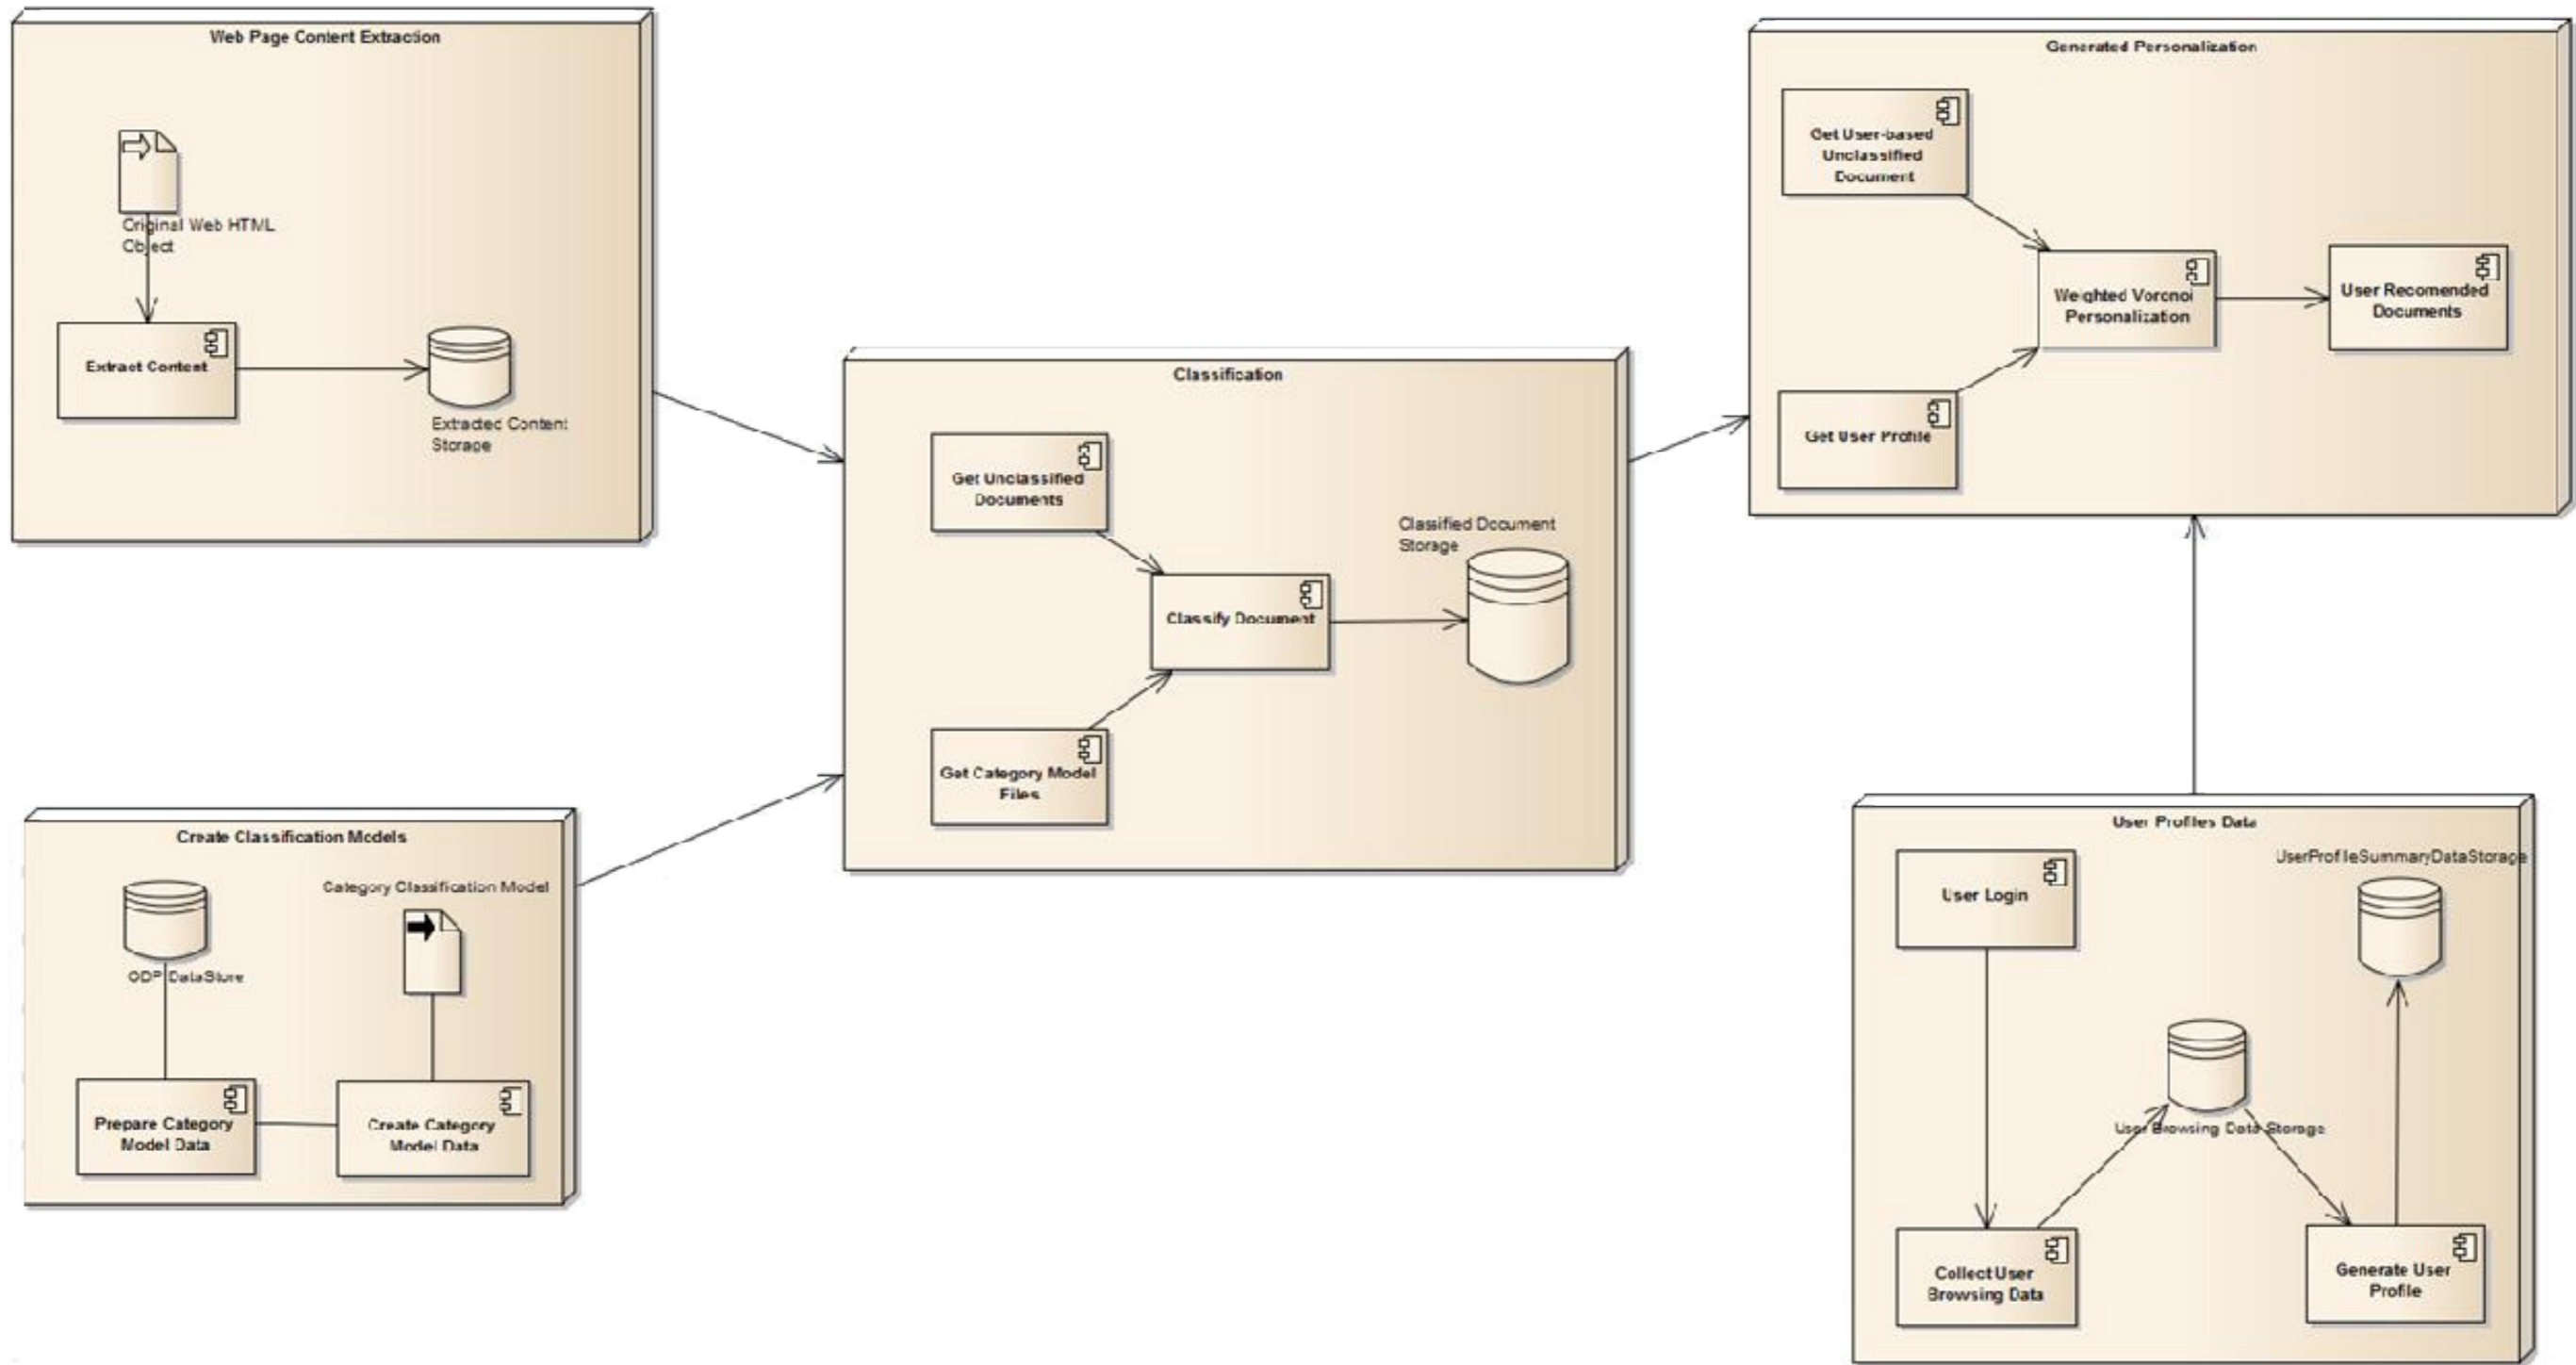 Web Page Content Extraction
Original Web HTML
Object
Extract Content
Extracted Content
Storage
Create Classification Models
Category Classification Model
ODP DataStore
Prepare Category
Model Data
Create Category
Model Data
Classification
Get Unclassified
Documents
Classified Document
Storage
Classify Document
Get Category Model
Files
Generated Personalization
Get User-based
Unclassified
Document
Weighted Voronoi
Personalization
User Recomended
Documents
Get User Profile
User Profiles Data
UserProfileSummaryDataStorage
User Login
User Browsing Data Storage
Collect User
Browsing Data
Generate User
Profile